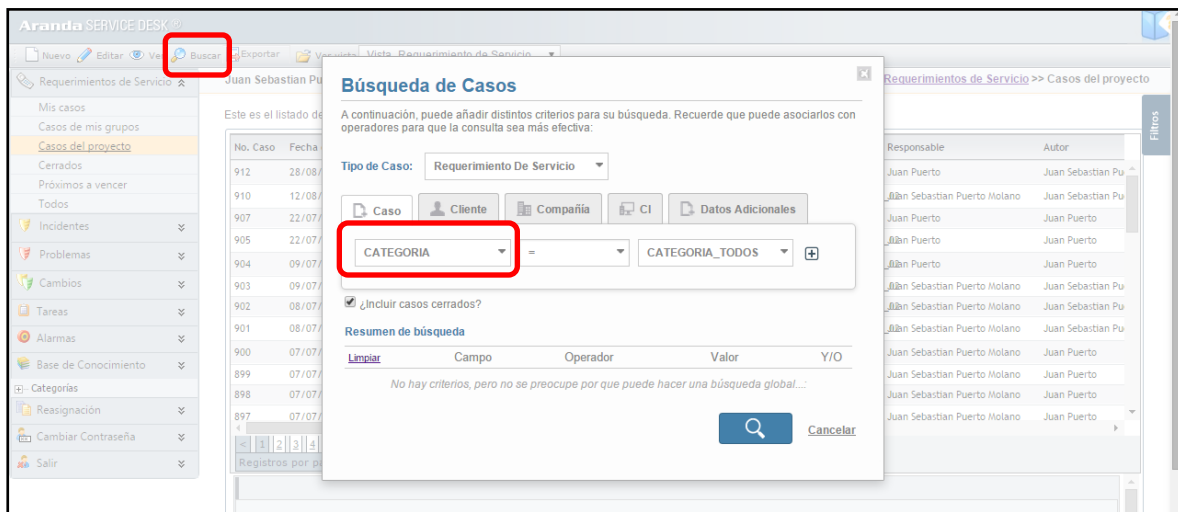 Aranda SERVICE DESK ®
Nuevo Editar Ver Buscar Exportar Ver vista Vista Requerimiento de Servicio
Requerimientos de Servicio
Mis casos
Casos de mis grupos
Casos del proyecto
Cerrados
Próximos a vencer
Todos
Incidentes
Problemas
Cambios
Tareas
Alarmas
Base de Conocimiento
Categorías
Reasignación
Cambiar Contraseña
Salir
Juan Sebastian Pu
Requerimientos de Servicio >> Casos del proyecto
Este es el listado de
Filtros
No. Caso Fecha Responsable Autor
912 28/08/ Juan Puerto Juan Sebastian Pu
910 12/08/ Sebastian Puerto Molano Juan Sebastian Pu
907 22/07/ Juan Puerto Juan Puerto
905 22/07/ Puerto Juan Puerto
904 09/07/ Puerto Juan Puerto
903 09/07/ Sebastian Puerto Molano Juan Sebastian Pu
902 08/07/ Sebastian Puerto Molano Juan Sebastian Pu
901 08/07/ Sebastian Puerto Molano Juan Sebastian Pu
900 07/07/ Juan Sebastian Puerto Molano Juan Puerto
899 07/07/ Juan Sebastian Puerto Molano Juan Puerto
898 07/07/ Juan Sebastian Puerto Molano Juan Puerto
897 07/07/ Juan Sebastian Puerto Molano Juan Puerto
< 1 2 3 4
Registros por pá
Búsqueda de Casos
A continuación, puede añadir distintos criterios para su búsqueda. Recuerde que puede asociarlos con
operadores para que la consulta sea más efectiva:
Tipo de Caso: Requerimiento De Servicio
Caso Cliente Compañía CI Datos Adicionales
CATEGORIA = CATEGORIA_TODOS
¿Incluir casos cerrados?
Resumen de búsqueda
Limpiar Campo Operador Valor Y/O
No hay criterios, pero no se preocupe por que puede hacer una búsqueda global...:
Cancelar